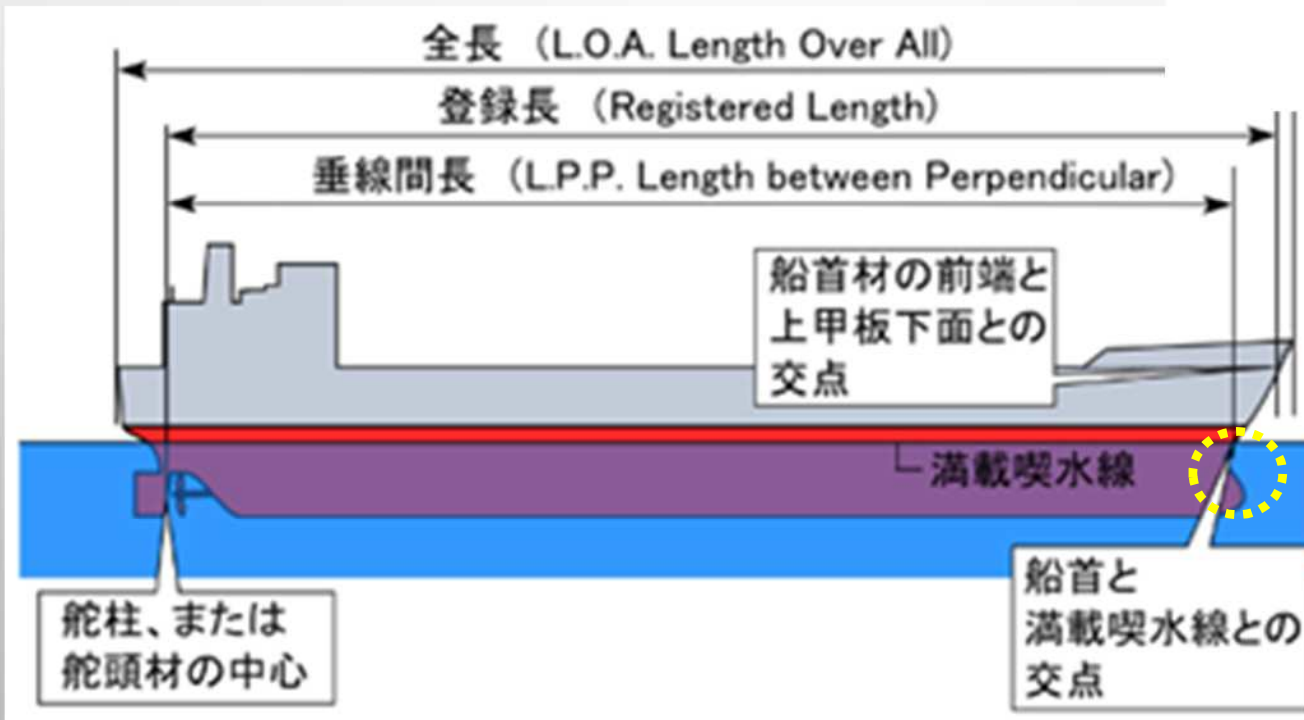 全長 （L.O.A. Length Over All）
登録長 （Registered Length）
垂線間長 （L.P.P. Length between Perpendicular）
船首材の前端と
上甲板下面との
交点
満載喫水線
船首と
満載喫水線との
交点
舵柱、または
舵頭材の中心